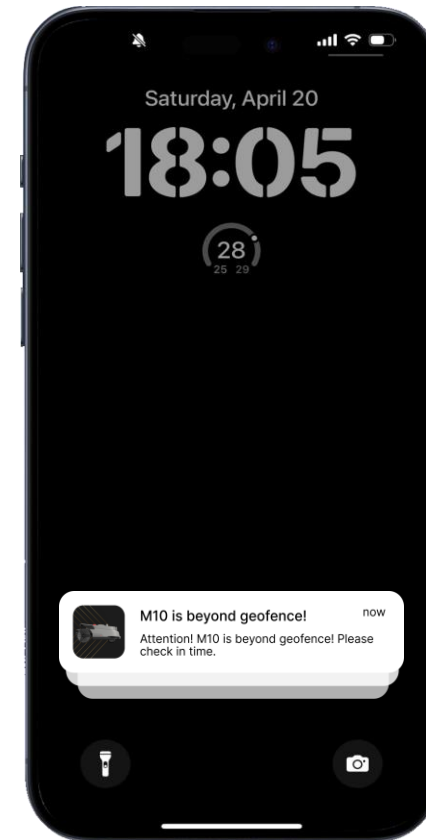 Saturday, April 20
18:05
28
25 29
M10 is beyond geofence!
now
Attention! M10 is beyond geofence! Please
check in time.